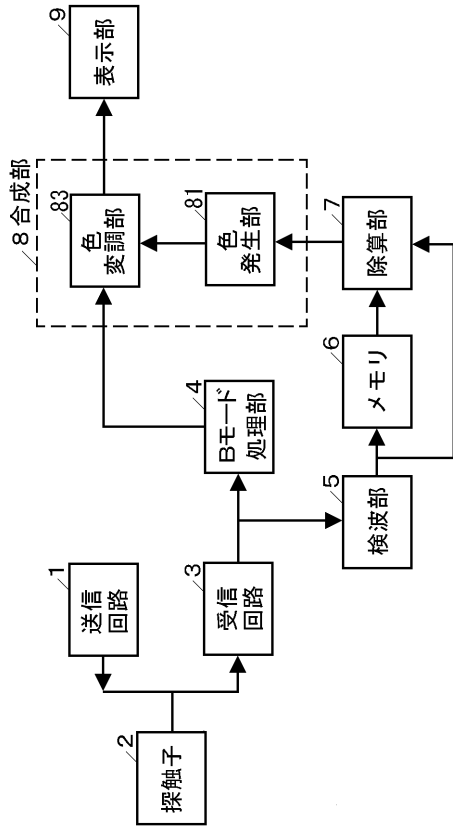 2
探触子
1
送信
回路
3
受信
回路
4
Bモード
処理部
5
検波部
6
メモリ
7
除算部
8 合成部
81
色
発生部
83
色
変調部
9
表示部